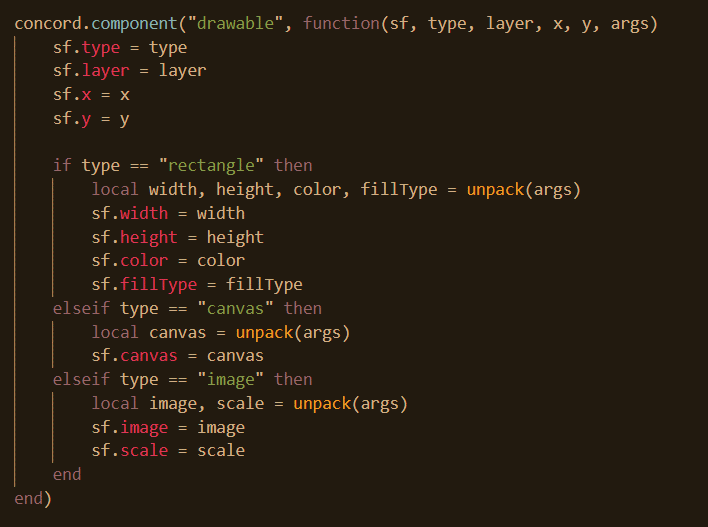 concord.component("drawable", function(sf, type, layer, x, y, args)
    sf.type = type
    sf.layer = layer
    sf.x = x
    sf.y = y

    if type == "rectangle" then
        local width, height, color, fillType = unpack(args)
        sf.width = width
        sf.height = height
        sf.color = color
        sf.fillType = fillType
    elseif type == "canvas" then
        local canvas = unpack(args)
        sf.canvas = canvas
    elseif type == "image" then
        local image, scale = unpack(args)
        sf.image = image
        sf.scale = scale
    end
end)